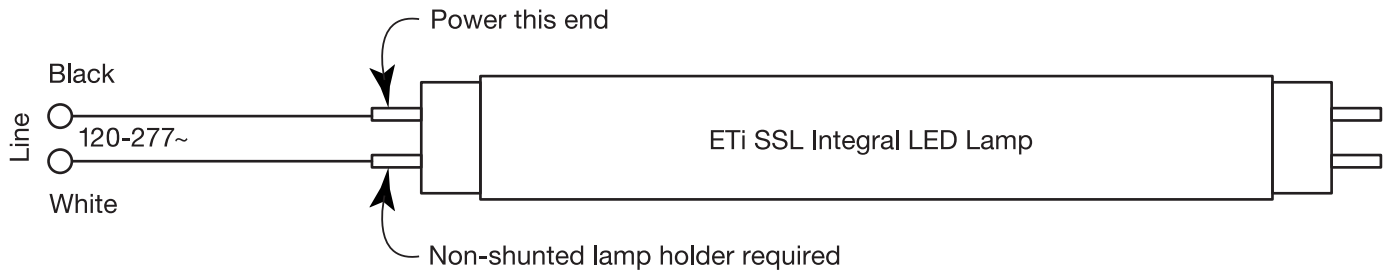 Power this end
Black
Line
120-277~
ETi SSL Integral LED Lamp
White
Non-shunted lamp holder required